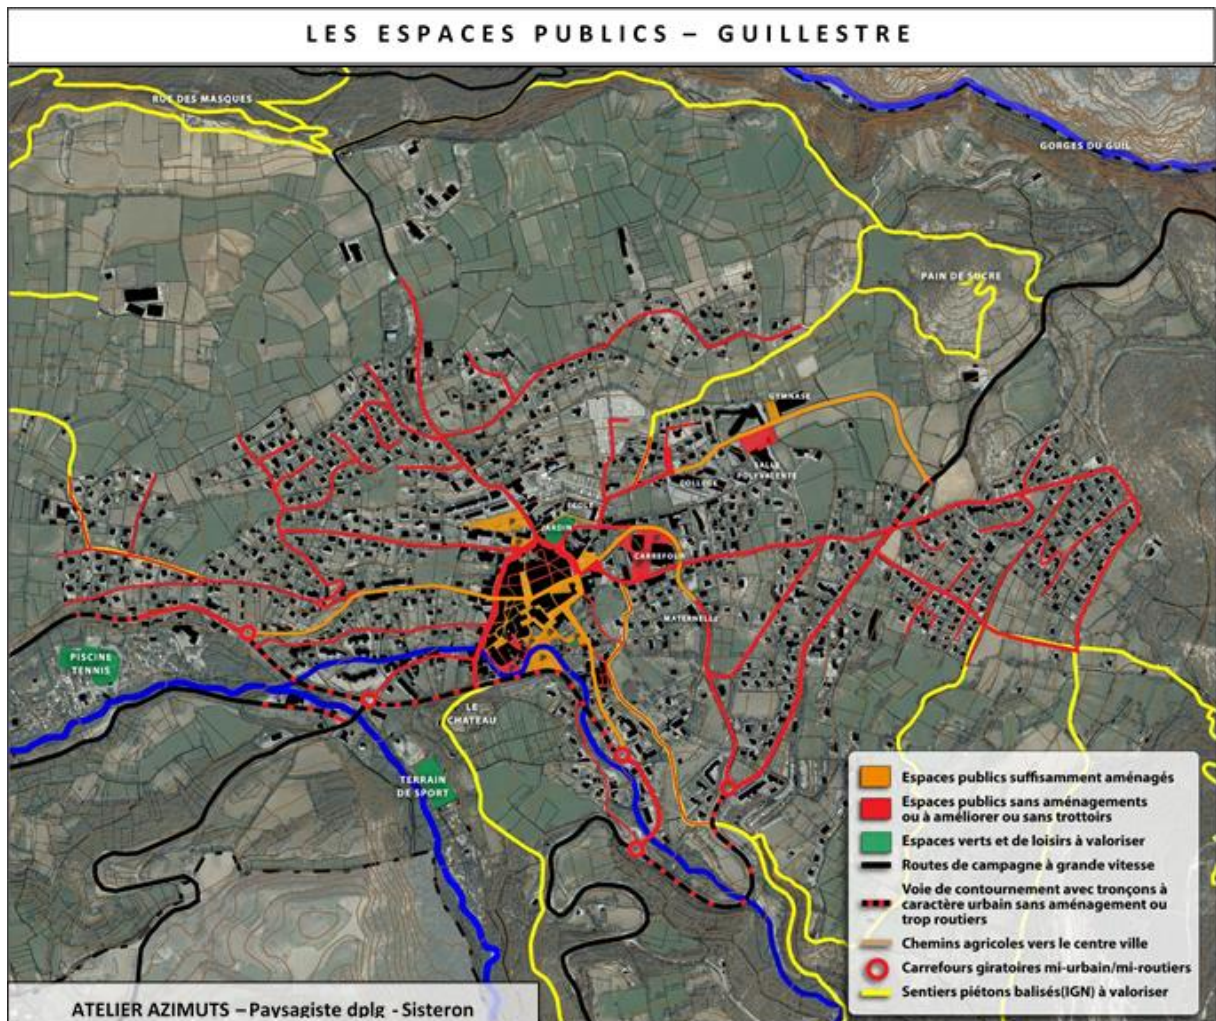 LES ESPACES PUBLICS – GUILLESTRE
RUE DES MASQUES
GORGES DU GUIL
PAIN DE SUCRE
GYMNASE
SALLE
POLYVALENTE
COLLEGE
JARDIN
CARREFOUR
MATERNELLE
PISCINE
TENNIS
LE
CHATEAU
TERRAIN
DE SPORT
Espaces publics suffisamment aménagés
Espaces publics sans aménagements
ou à améliorer ou sans trottoirs
Espaces verts et de loisirs à valoriser
Routes de campagne à grande vitesse
Voie de contournement avec tronçons à
caractère urbain sans aménagement ou
trop routiers
Chemins agricoles vers le centre ville
Carrefours giratoires mi-urbain/mi-routiers
Sentiers piétons balisés(IGN) à valoriser
ATELIER AZIMUTS – Paysagiste dplg - Sisteron